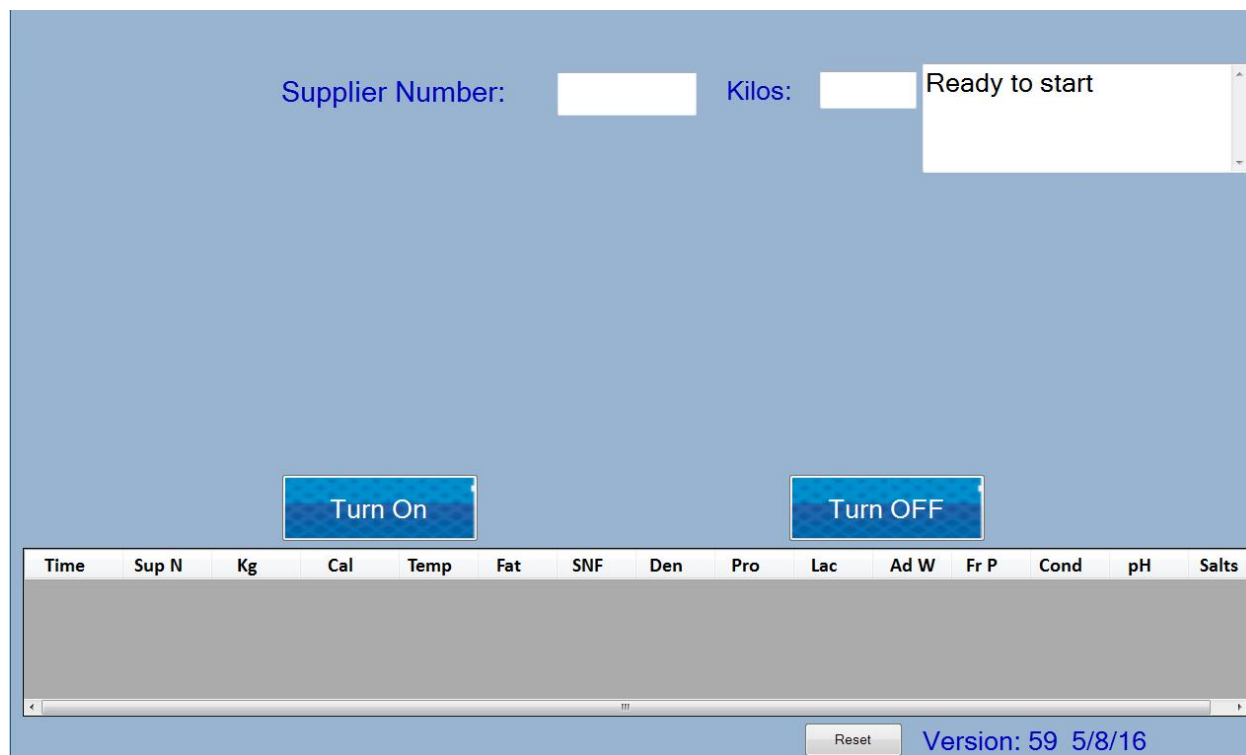 Supplier Number: Kilos: Ready to start
Turn On Turn OFF
Time Sup N Kg Cal Temp Fat SNF Den Pro Lac Ad W Fr P Cond pH Salts
Reset Version: 59 5/8/16